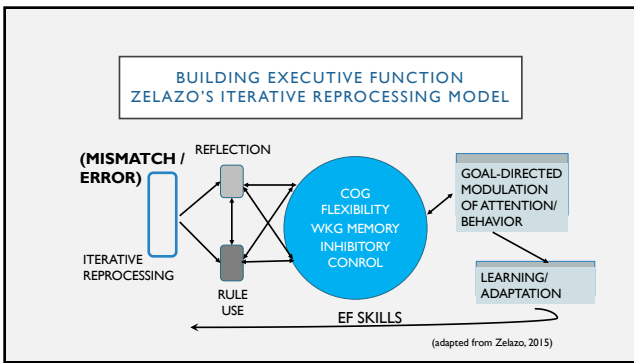 BUILDING EXECUTIVE FUNCTION
ZELAZO'S ITERATIVE REPROCESSING MODEL
(MISMATCH /
ERROR)
REFLECTION
ITERATIVE
REPROCESSING
RULE
USE
COG
FLEXIBILITY
WKG MEMORY
INHIBITORY
CONROL
GOAL-DIRECTED
MODULATION
OF ATTENTION/
BEHAVIOR
LEARNING/
ADAPTATION
EF SKILLS
(adapted from Zelazo, 2015)